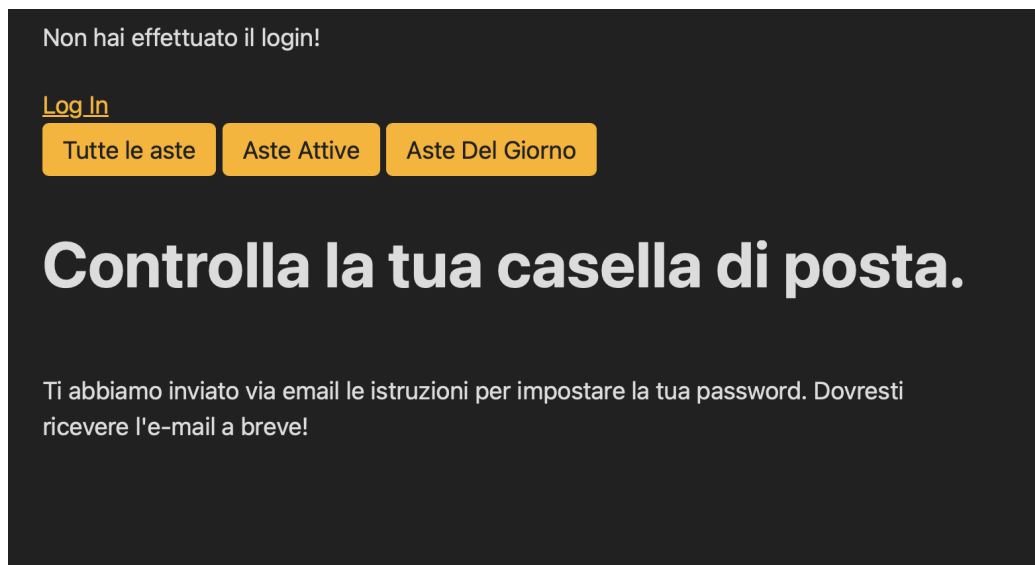 Non hai effettuato il login!
Log In
Tutte le aste Aste Attive Aste Del Giorno
Controlla la tua casella di posta.
Ti abbiamo inviato via email le istruzioni per impostare la tua password. Dovresti
ricevere l'e-mail a breve!